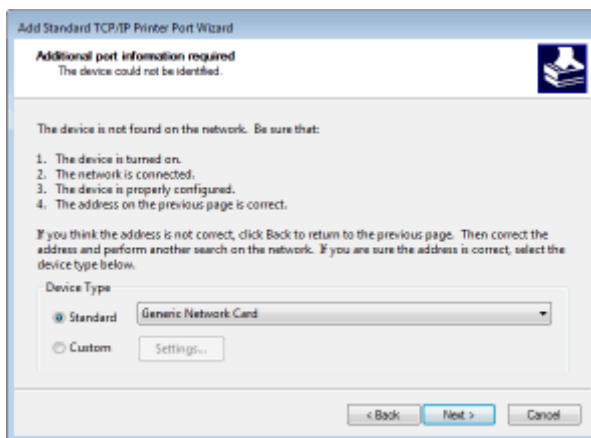 Add Standard TCP/IP Printer Port Wizard
Additional port information required
The device could not be identified.
The device is not found on the network. Be sure that:
1. The device is turned on.
2. The network is connected.
3. The device is properly configured.
4. The address on the previous page is correct.
If you think the address is not correct, click Back to return to the previous page. Then correct the
address and perform another search on the network. If you are sure the address is correct, select the
device type below.
Device Type
Standard Generic Network Card
Custom Settings...
< Back Next > Cancel